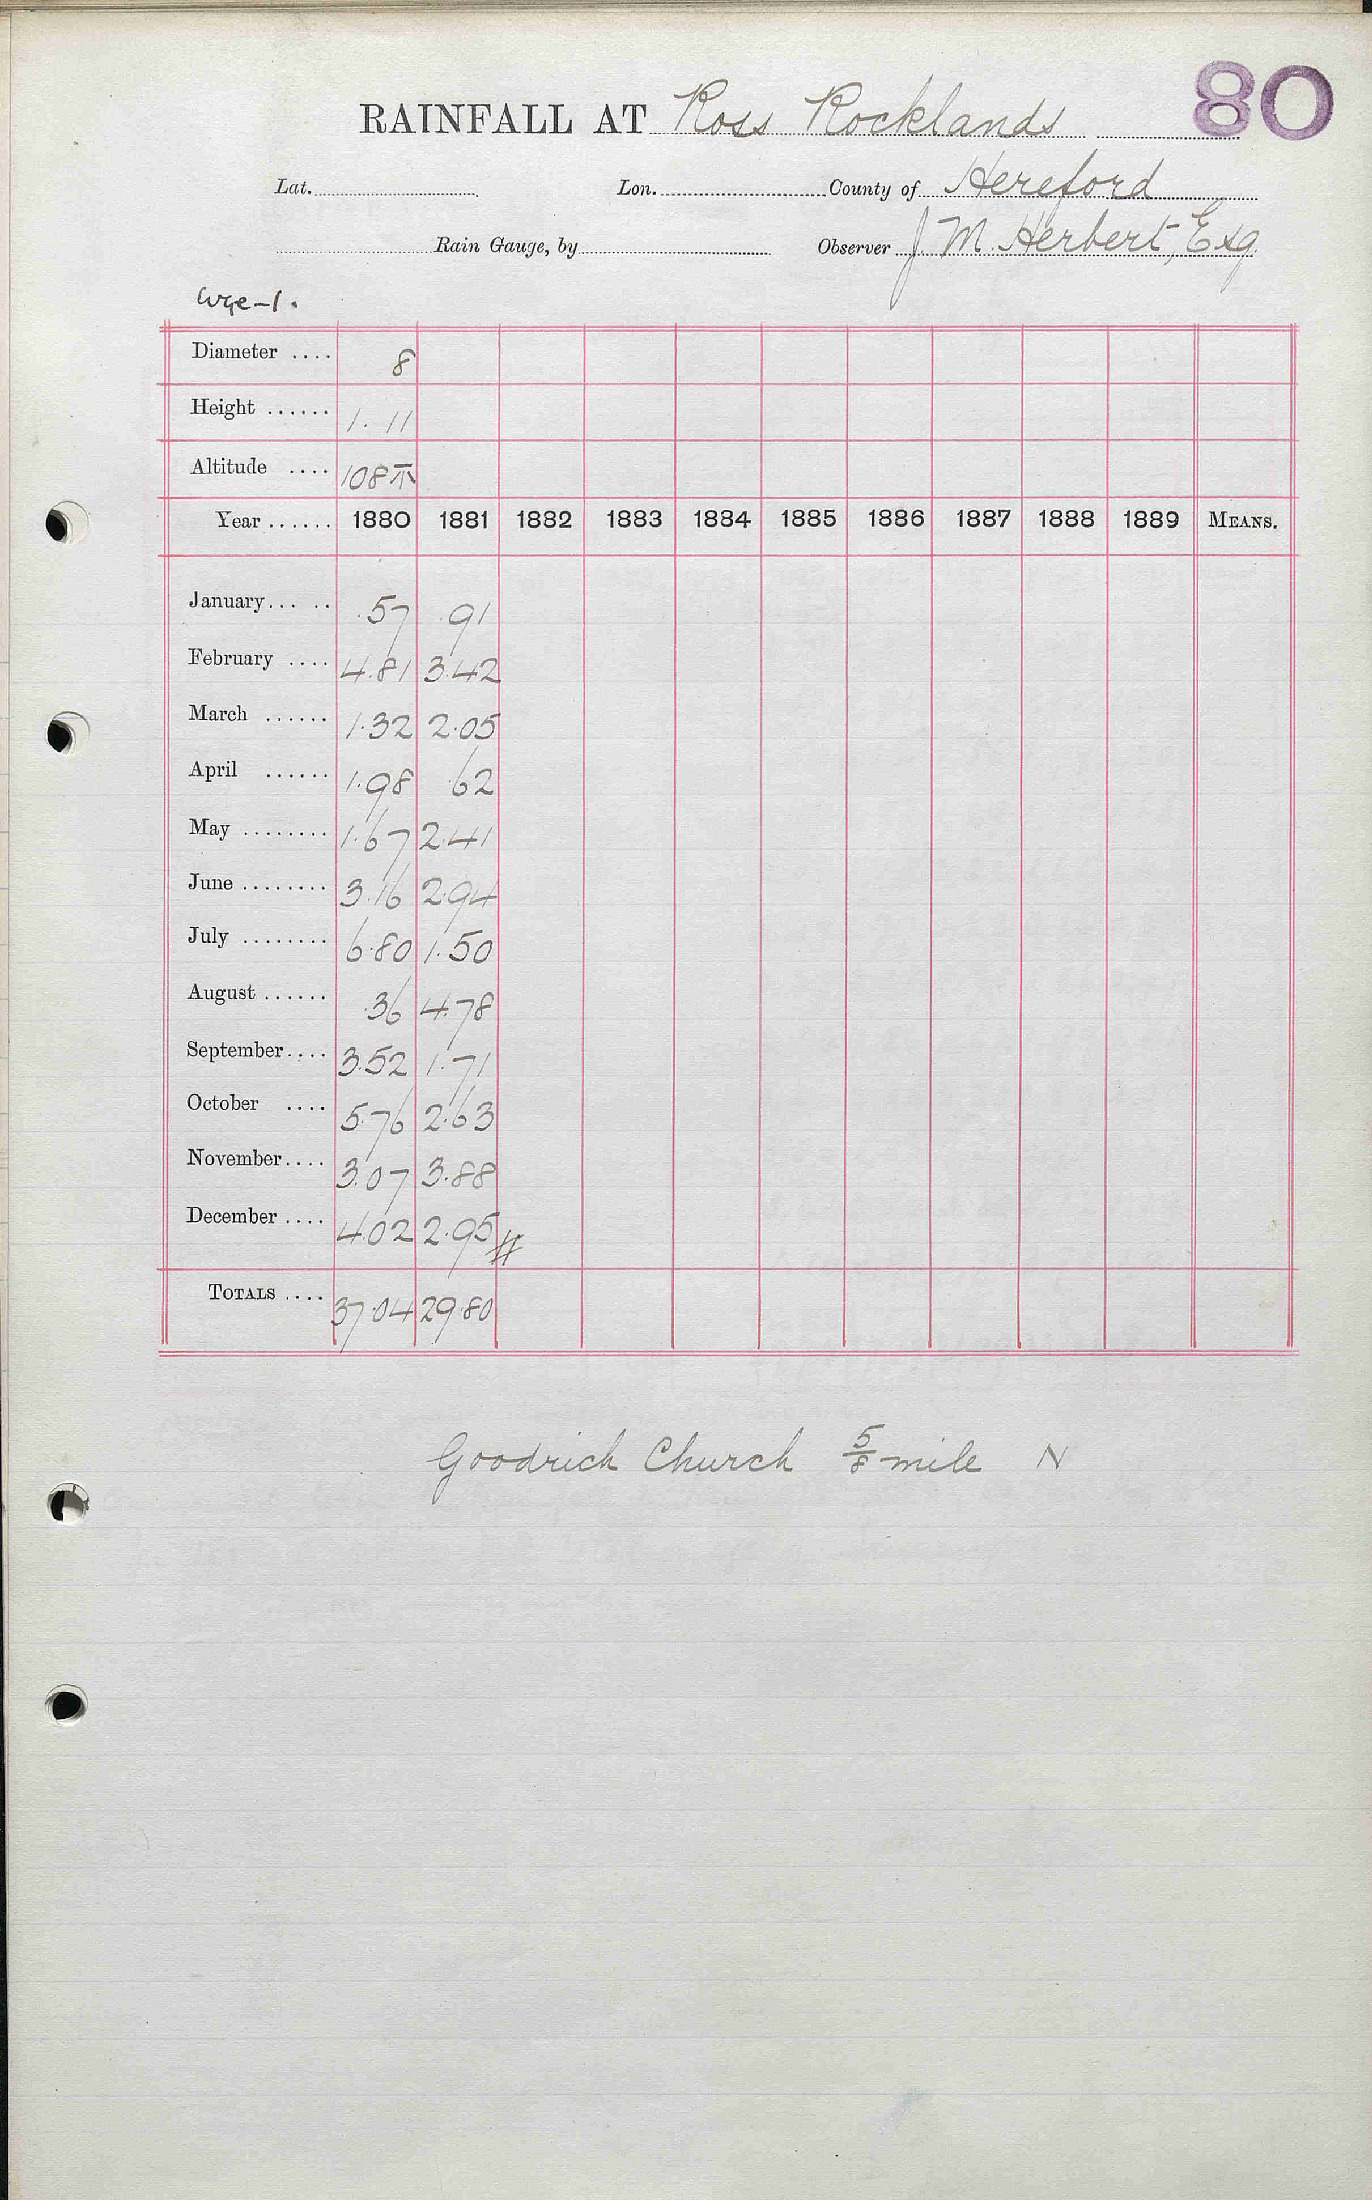 80
RAINFALL AT Ross Rocklands
Lat. Lon. County of Hereford
Rain Gauge, by Observer J. M. Herbert, Esq.
Wye-1.
Diameter .... 8
Height ...... 1. 11
Altitude .... 108
Year ...... 1880 1881 1882 1883 1884 1885 1886 1887 1888 1889 MEANS.
January... .. .57 .91
February .... 4.81 3.42
March ...... 1.32 2.05
April ...... 1.98 .62
May ........ 1.67 2.41
June ........ 3.16 2.94
July ........ 6.80 1.50
August ...... .36 4.78
September.... 3.52 1.71
October .... 5.76 2.63
November.... 3.07 3.88
December .... 4.02 2.95 #
TOTALS .... 37.04 29.80
Goodrich Church 5/8 mile N